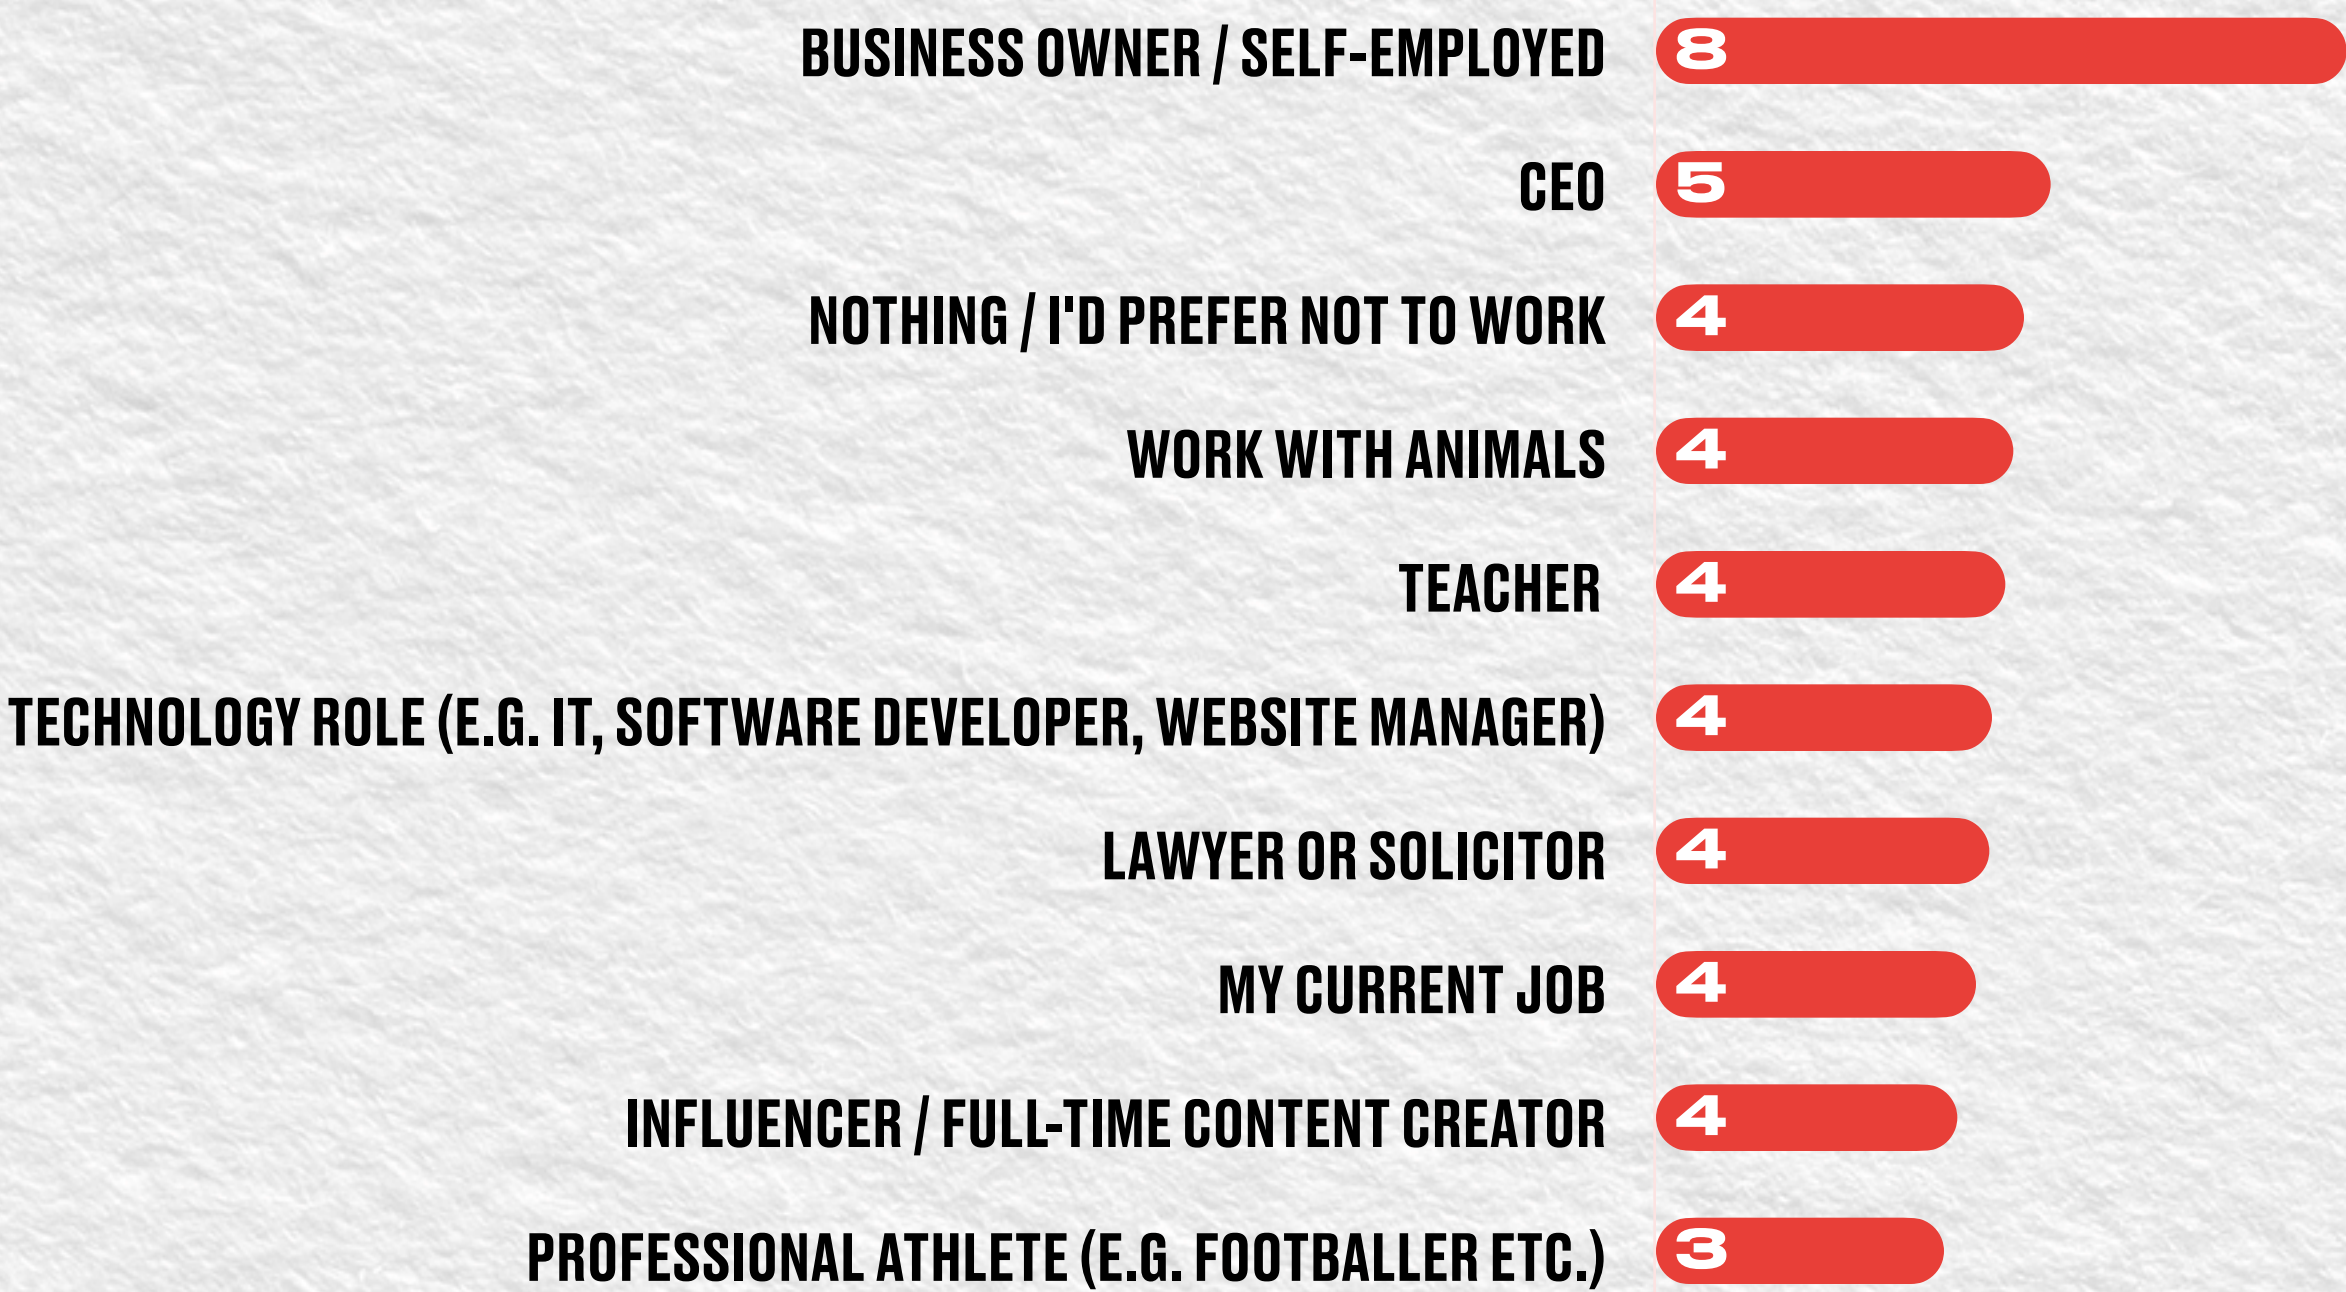 BUSINESS OWNER / SELF-EMPLOYED 8
CEO 5
NOTHING / I'D PREFER NOT TO WORK 4
WORK WITH ANIMALS 4
TEACHER 4
TECHNOLOGY ROLE (E.G. IT, SOFTWARE DEVELOPER, WEBSITE MANAGER) 4
LAWYER OR SOLICITOR 4
MY CURRENT JOB 4
INFLUENCER / FULL-TIME CONTENT CREATOR 4
PROFESSIONAL ATHLETE (E.G. FOOTBALLER ETC.) 3